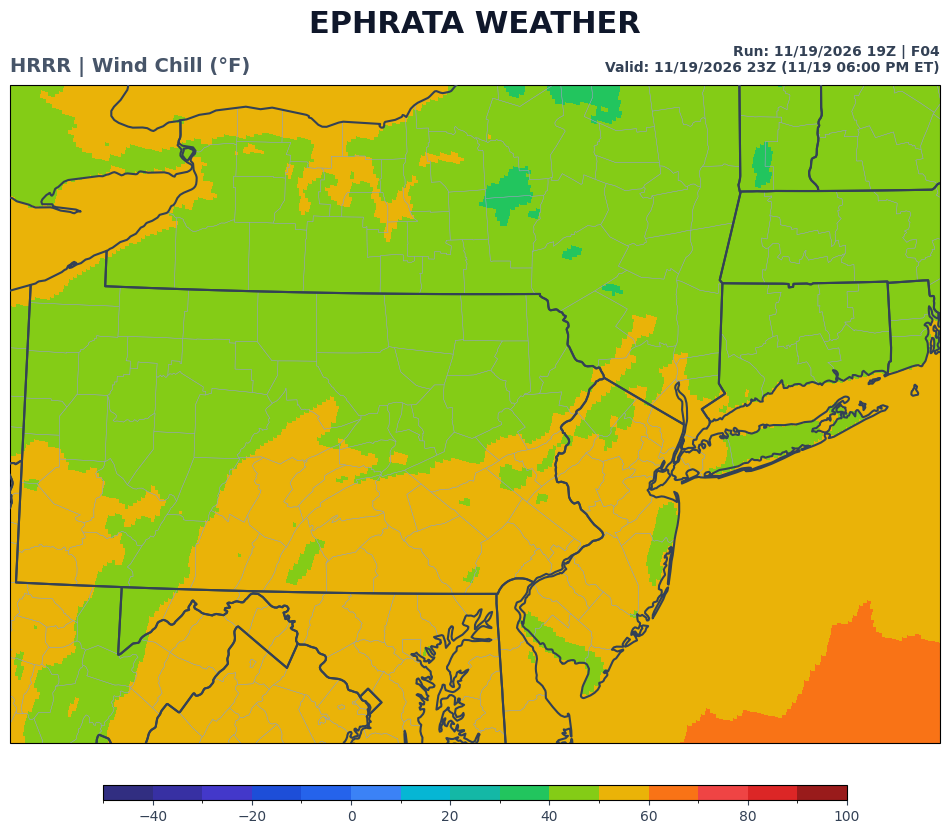 EPHRATA WEATHER
HRRR | Wind Chill (°F)
Run: 11/19/2026 19Z | F04
Valid: 11/19/2026 23Z (11/19 06:00 PM ET)
−40 −20 0 20 40 60 80 100